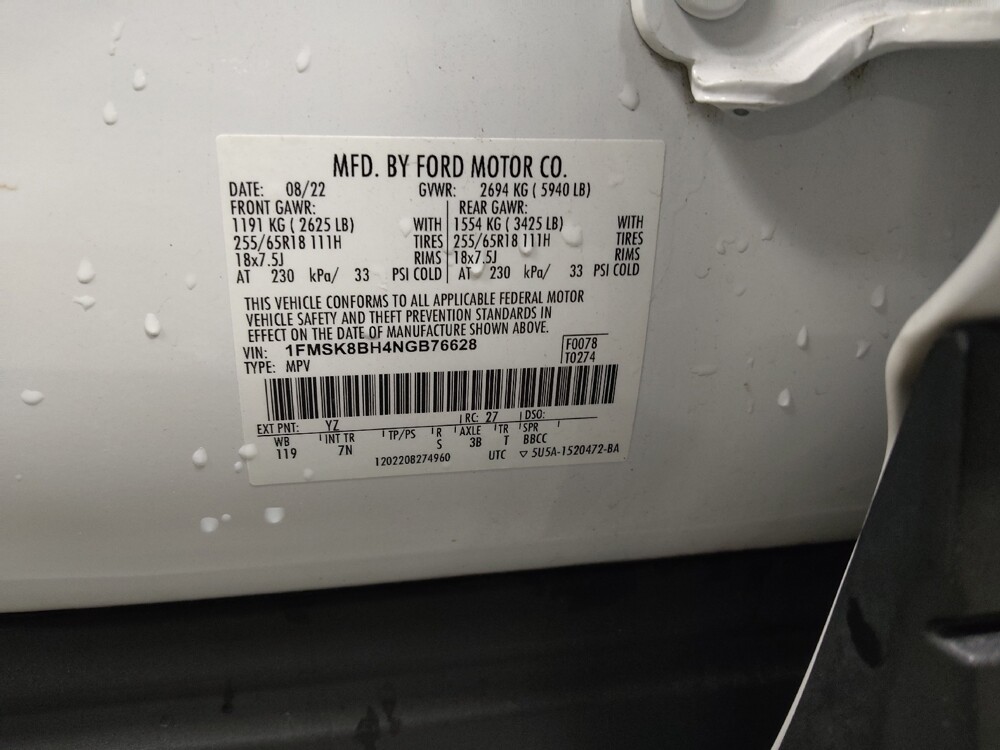 MFD. BY FORD MOTOR CO.
DATE: 08/22 GVWR: 2694 KG ( 5940 LB)
FRONT GAWR: REAR GAWR:
1191 KG ( 2625 LB) WITH 1554 KG ( 3425 LB) WITH
255/65R18 111H TIRES 255/65R18 111H TIRES
18x7.5J RIMS 18x7.5J RIMS
AT 230 kPa/ 33 PSI COLD AT 230 kPa/ 33 PSI COLD
THIS VEHICLE CONFORMS TO ALL APPLICABLE FEDERAL MOTOR
VEHICLE SAFETY AND THEFT PREVENTION STANDARDS IN
EFFECT ON THE DATE OF MANUFACTURE SHOWN ABOVE.
VIN: 1FMSK8BH4NGB76628 F0078
TYPE: MPV T0274
EXT PNT: YZ RC: 27 DSO:
WB INT TR TP/PS R AXLE TR SPR
119 7N S 3B T BBCC
1202208274960 UTC ▽ 5U5A-1520472-BA